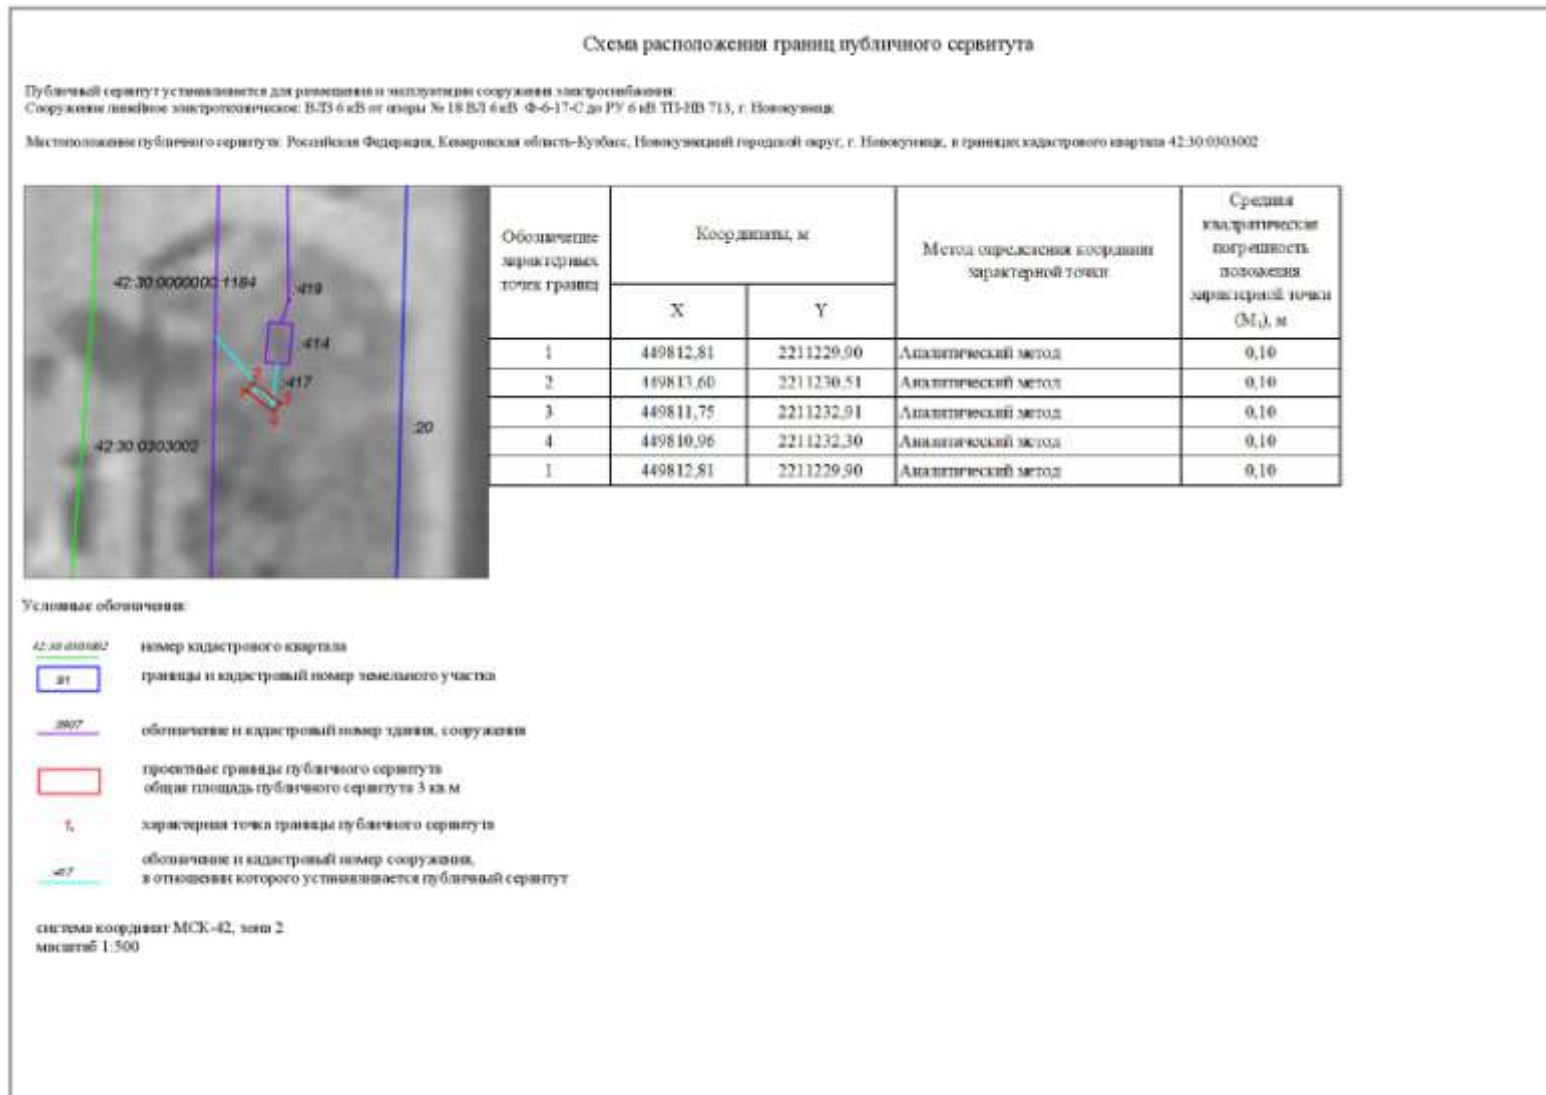 Схема расположения границ публичного сервитута
Публичный сервитут устанавливается для размещения и эксплуатации сооружения электроснабжения:
Сооружение линейное электротехническое: ВЛЗ 6 кВ от опоры № 18 ВЛ 6 кВ Ф-6-17-С до РУ 6 кВ ТП-НВ 713, г. Новокузнецк
Местоположение публичного сервитута: Российская Федерация, Кемеровская область-Кузбасс, Новокузнецкий городской округ, г. Новокузнецк, в границах кадастрового квартала 42:30:0303002
42:30:0000000:1184
:419
:414
:417
42:30:0303002
:20
Обозначение
характерных
точек границ
Координаты, м
X
Y
Метод определения координат
характерной точки
Средняя
квадратическая
погрешность
положения
характерной точки
(Mt), м
1 449812,81 2211229,90 Аналитический метод 0,10
2 449813,60 2211230,51 Аналитический метод 0,10
3 449811,75 2211232,91 Аналитический метод 0,10
4 449810,96 2211232,30 Аналитический метод 0,10
1 449812,81 2211229,90 Аналитический метод 0,10
Условные обозначения:
42:30:0303002 номер кадастрового квартала
:91 границы и кадастровый номер земельного участка
:3907 обозначение и кадастровый номер здания, сооружения
проектные границы публичного сервитута
общая площадь публичного сервитута 3 кв.м
1, характерная точка границы публичного сервитута
обозначение и кадастровый номер сооружения,
:417 в отношении которого устанавливается публичный сервитут
система координат МСК-42, зона 2
масштаб 1:500